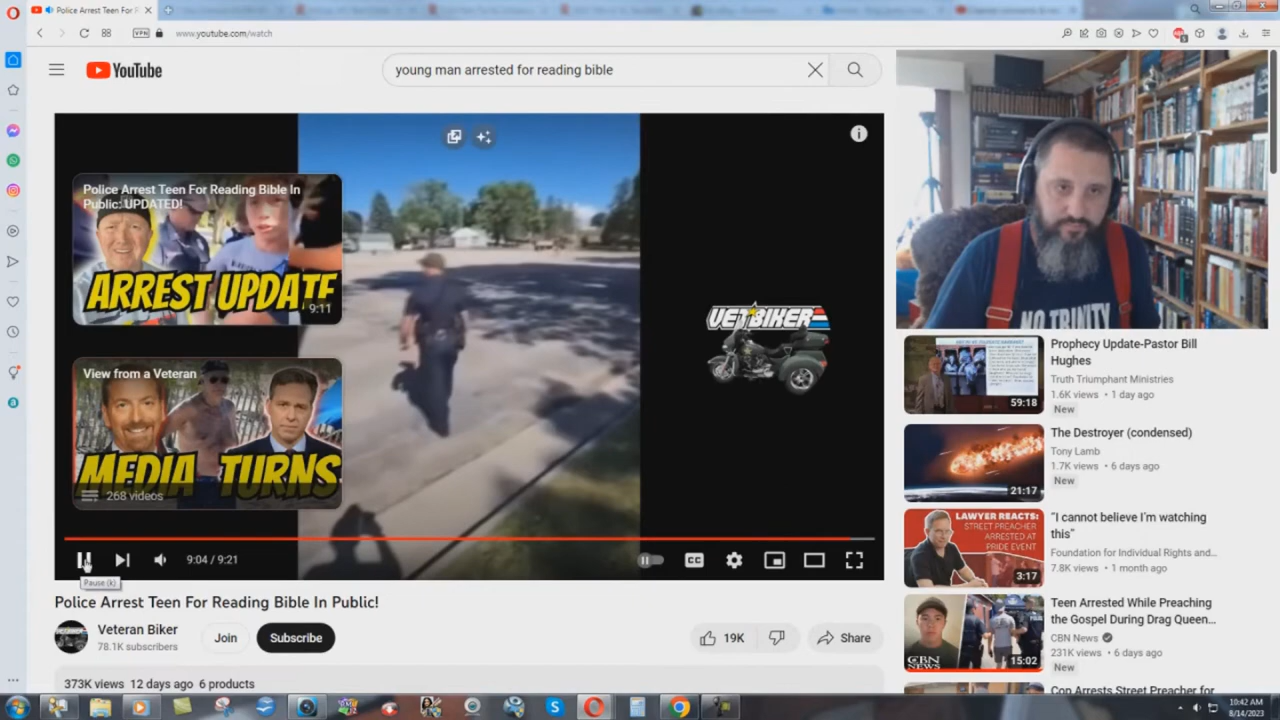 Police Arrest Teen For R
VPN
www.youtube.com/watch
YouTube
young man arrested for reading bible
Police Arrest Teen For Reading Bible In
Public: UPDATED!
ARREST UPDATE
9:11
View from a Veteran
MEDIA TURNS
268 videos
VETBIKER
NO TRINITY
9:04 / 9:21
CC
Pause (k)
Police Arrest Teen For Reading Bible In Public!
Veteran Biker
78.1K subscribers
Join
Subscribe
19K
Share
373K views 12 days ago 6 products
Prophecy Update-Pastor Bill
Hughes
Truth Triumphant Ministries
1.6K views • 1 day ago
New
59:18
The Destroyer (condensed)
Tony Lamb
1.7K views • 6 days ago
New
21:17
LAWYER REACTS:
STREET PREACHER
ARRESTED AT
PRIDE EVENT
3:17
"I cannot believe I'm watching
this"
Foundation for Individual Rights and...
7.8K views • 1 month ago
CBN
NEWS
15:02
Teen Arrested While Preaching
the Gospel During Drag Queen...
CBN News
231K views • 6 days ago
New
Cop Arrests Street Preacher for
10:42 AM
8/14/2023